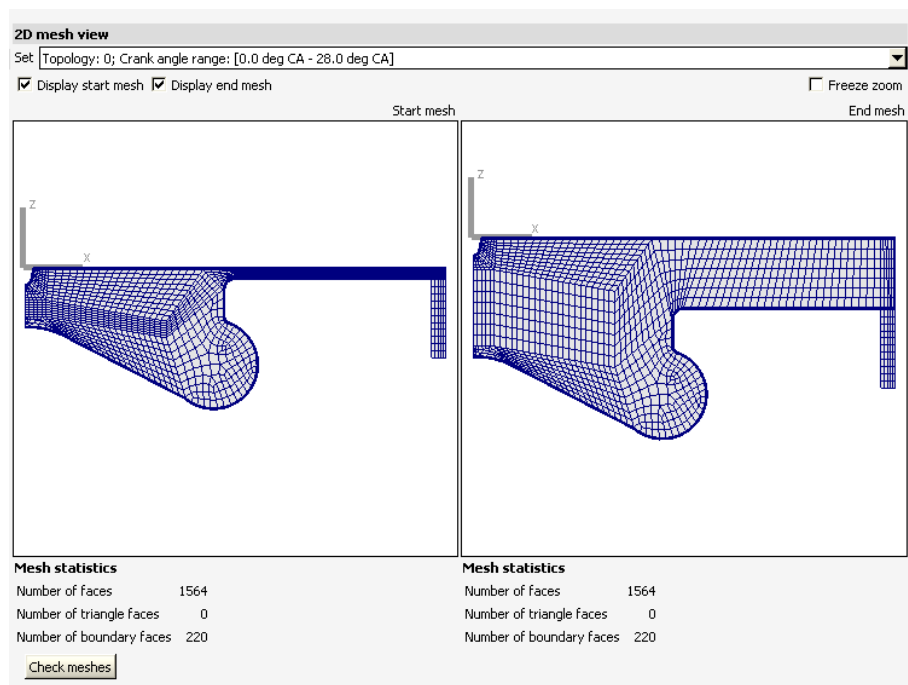 2D mesh view
Set Topology: 0; Crank angle range: [0.0 deg CA - 28.0 deg CA]
Display start mesh Display end mesh Freeze zoom
Start mesh End mesh
Z
X
Z
X
Mesh statistics Mesh statistics
Number of faces 1564 Number of faces 1564
Number of triangle faces 0 Number of triangle faces 0
Number of boundary faces 220 Number of boundary faces 220
Check meshes